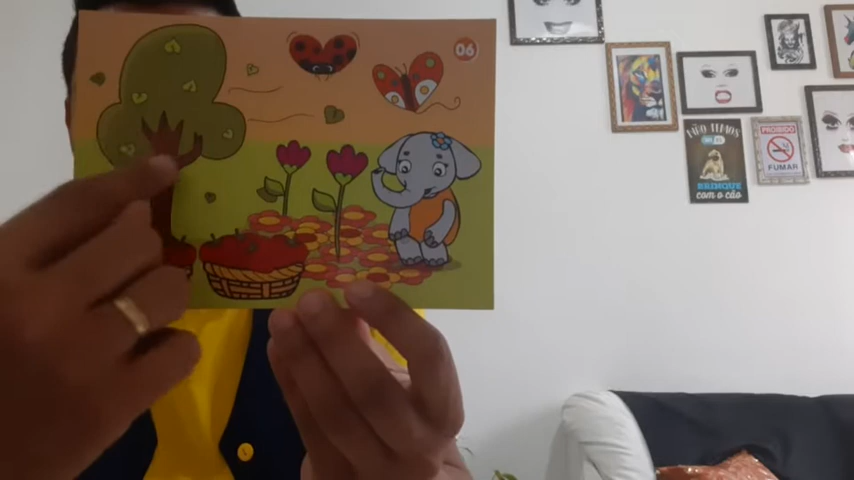 06
NÃO TEMOS
WI-FI
BRINQUE
COM O CÃO
PROIBIDO
FUMAR